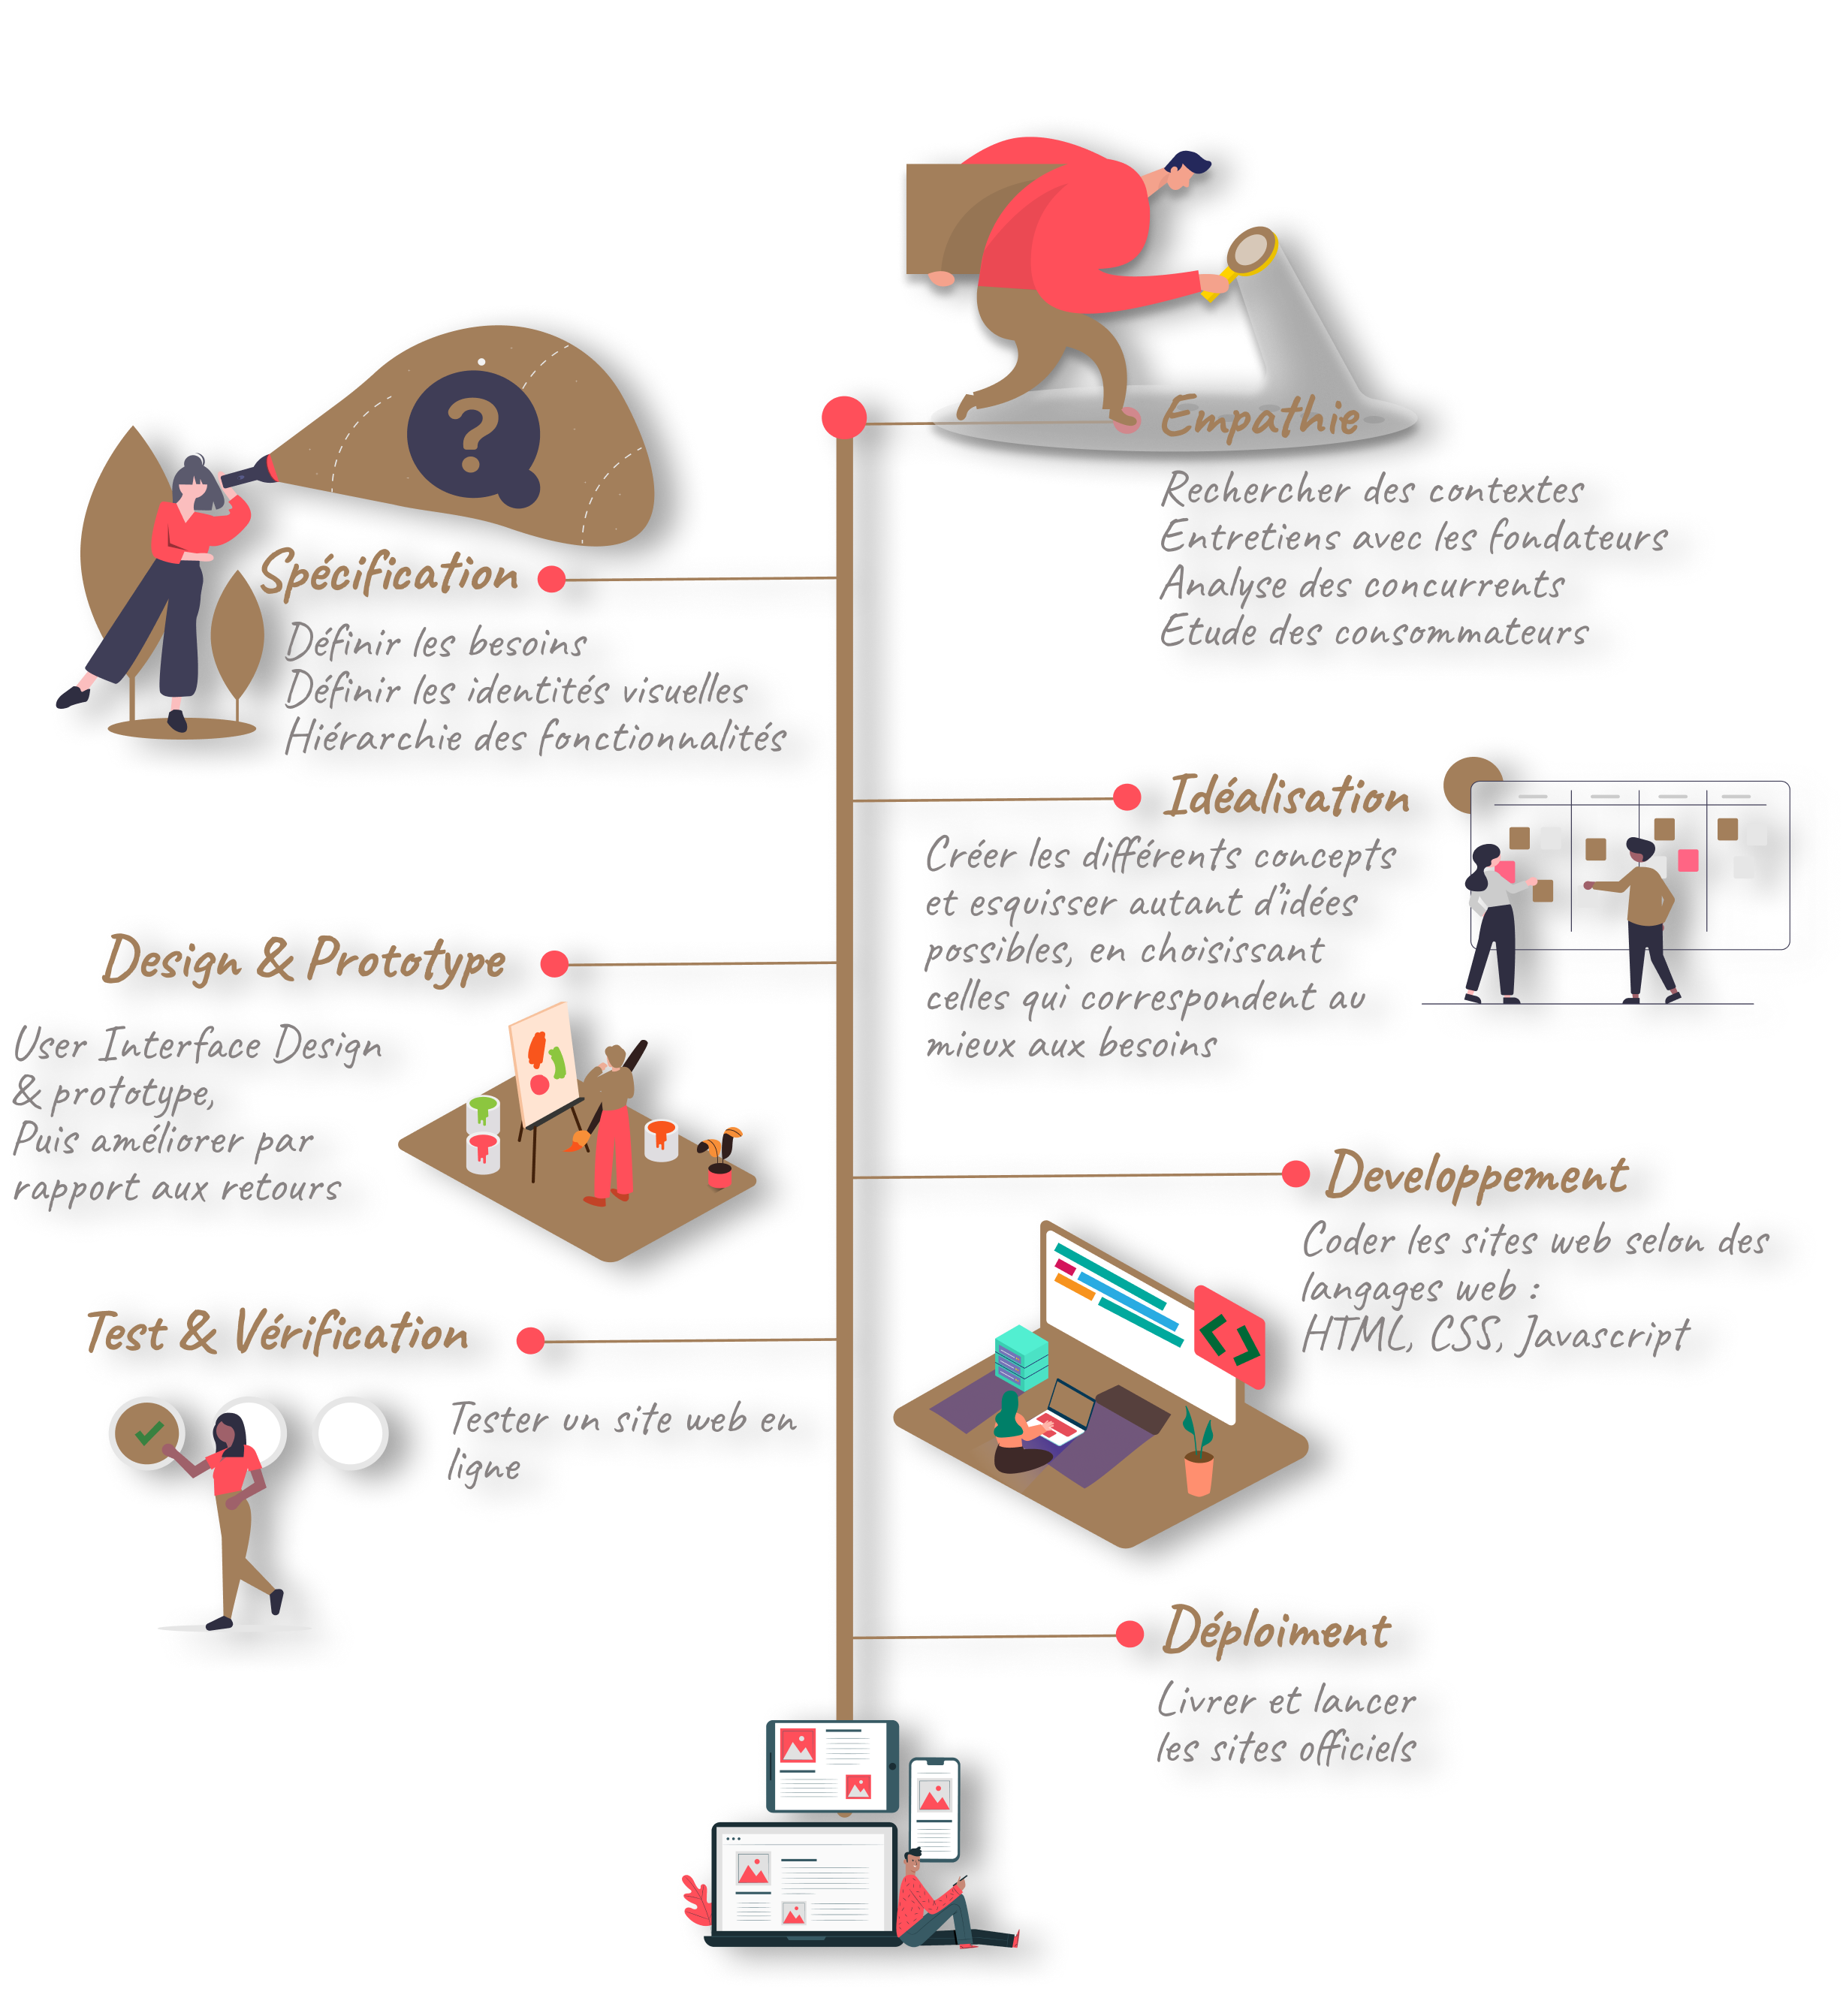 Empathie
Rechercher des contextes
Entretiens avec les fondateurs
Analyse des concurrents
Etude des consommateurs
?
Spécification
Définir les besoins
Définir les identités visuelles
Hiérarchie des fonctionnalités
Idéalisation
Créer les différents concepts
et esquisser autant d'idées
possibles, en choisissant
celles qui correspondent au
mieux aux besoins
Design & Prototype
User Interface Design
& prototype,
Puis améliorer par
rapport aux retours
Developpement
Coder les sites web selon des
langages web :
HTML, CSS, Javascript
Test & Vérification
Tester un site web en
ligne
Déploiment
Livrer et lancer
les sites officiels